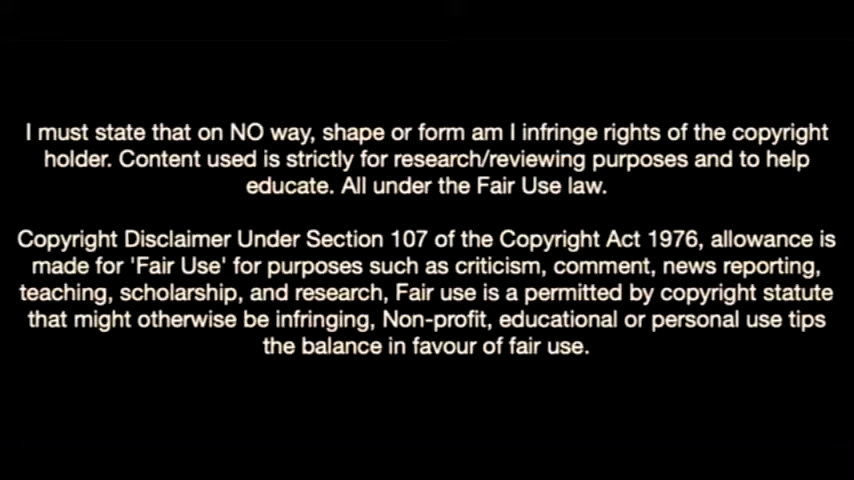 I must state that on NO way, shape or form am I infringe rights of the copyright
holder. Content used is strictly for research/reviewing purposes and to help
educate. All under the Fair Use law.
Copyright Disclaimer Under Section 107 of the Copyright Act 1976, allowance is
made for 'Fair Use' for purposes such as criticism, comment, news reporting,
teaching, scholarship, and research, Fair use is a permitted by copyright statute
that might otherwise be infringing, Non-profit, educational or personal use tips
the balance in favour of fair use.